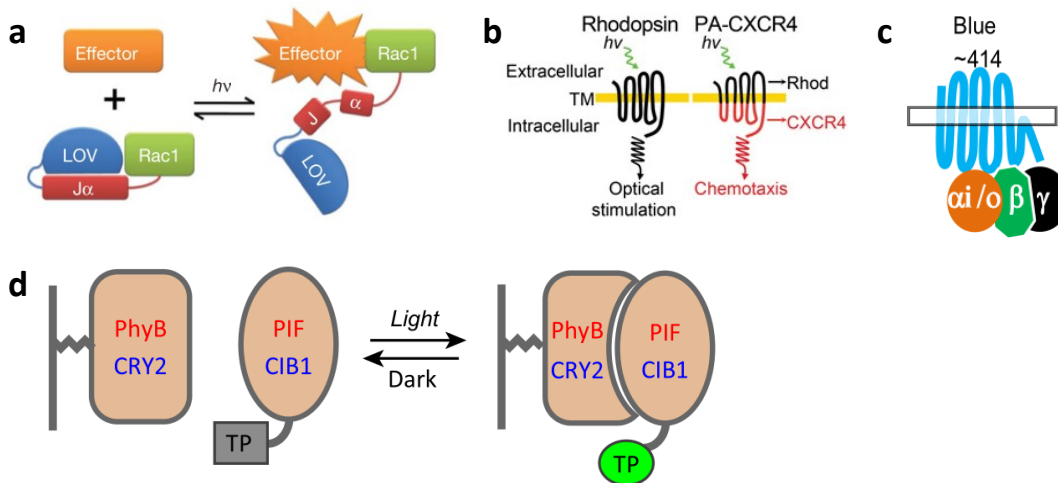 a
Effector
+
LOV
Rac1
Jα
hν
Effector
Rac1
α
J
LOV
b
Rhodopsin
PA-CXCR4
hν
hν
Extracellular
Rhod
TM
Intracellular
CXCR4
Optical
stimulation
Chemotaxis
c
Blue
~414
αi/o
β
γ
d
PhyB
CRY2
PIF
CIB1
TP
Light
Dark
PhyB
CRY2
PIF
CIB1
TP